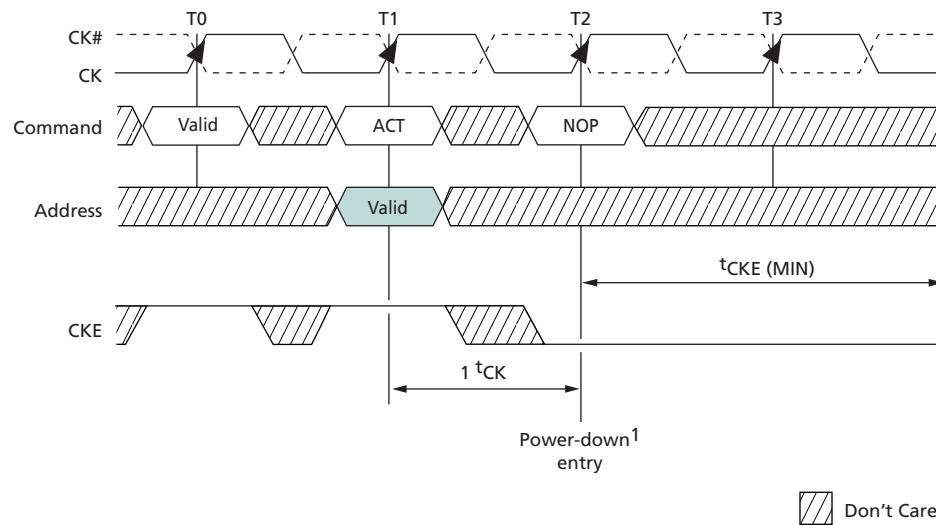 T0 T1 T2 T3
CK#
CK
Command Valid ACT NOP
Address Valid
tCKE (MIN)
CKE
1 tCK
Power-down1
entry
Don't Care